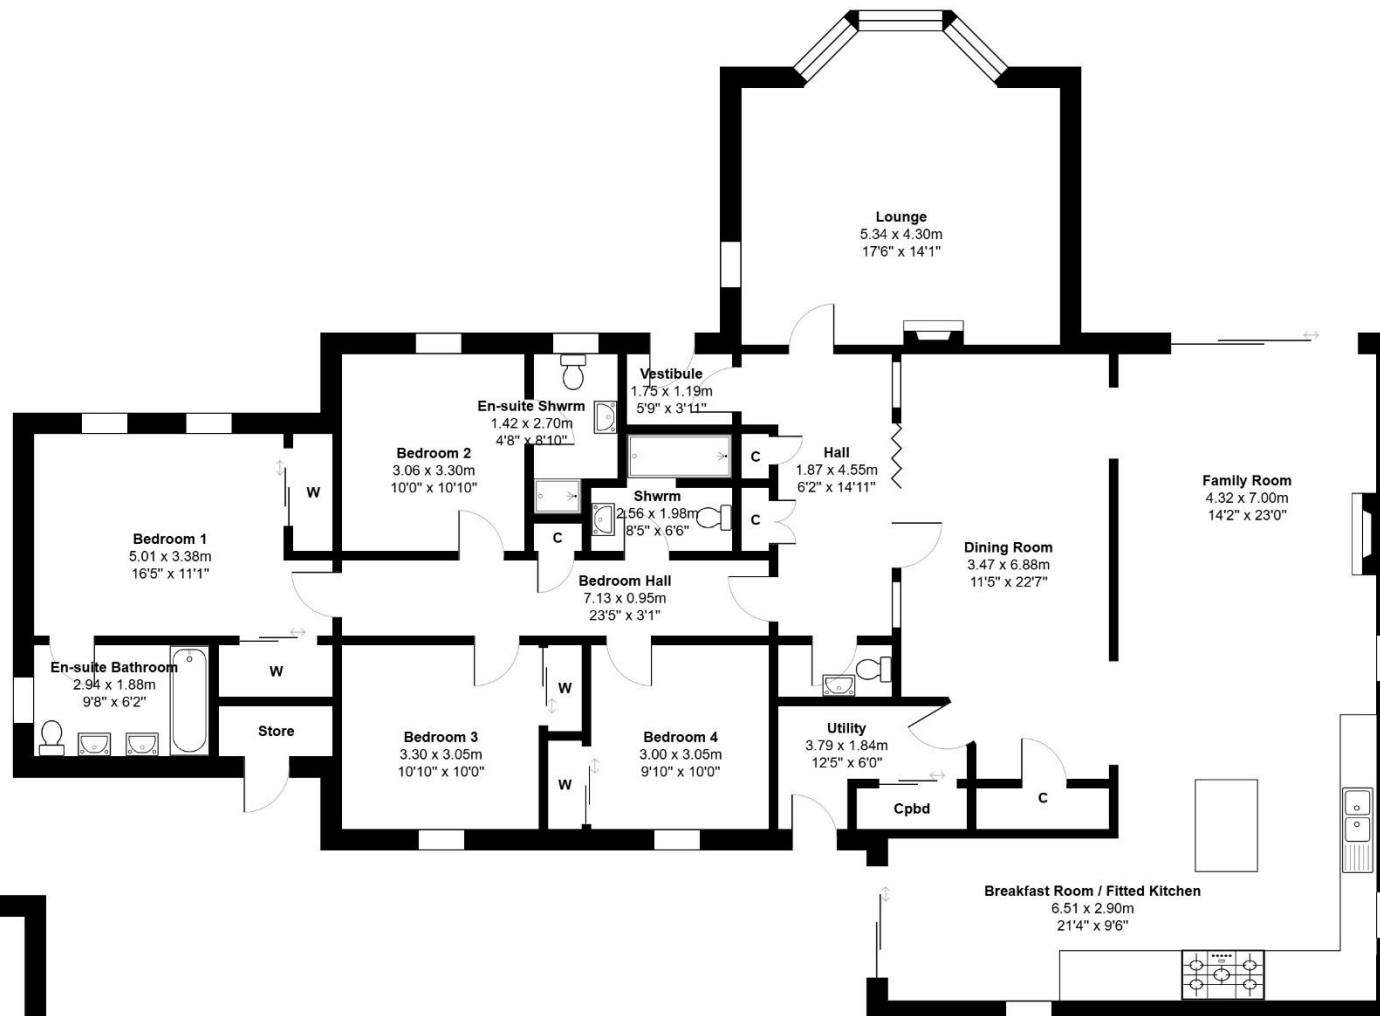 Lounge
5.34 x 4.30m
17'6" x 14'1"
Vestibule
1.75 x 1.19m
5'9" x 3'11"
En-suite Shwrm
1.42 x 2.70m
4'8" x 8'10"
Bedroom 2
3.06 x 3.30m
10'0" x 10'10"
C
Hall
1.87 x 4.55m
6'2" x 14'11"
Family Room
4.32 x 7.00m
14'2" x 23'0"
W
Shwrm
2.56 x 1.98m
8'5" x 6'6"
C
C
Bedroom 1
5.01 x 3.38m
16'5" x 11'1"
Dining Room
3.47 x 6.88m
11'5" x 22'7"
Bedroom Hall
7.13 x 0.95m
23'5" x 3'1"
En-suite Bathroom
2.94 x 1.88m
9'8" x 6'2"
W
W
Store
Bedroom 3
3.30 x 3.05m
10'10" x 10'0"
Bedroom 4
3.00 x 3.05m
9'10" x 10'0"
Utility
3.79 x 1.84m
12'5" x 6'0"
W
Cpbd
C
Breakfast Room / Fitted Kitchen
6.51 x 2.90m
21'4" x 9'6"